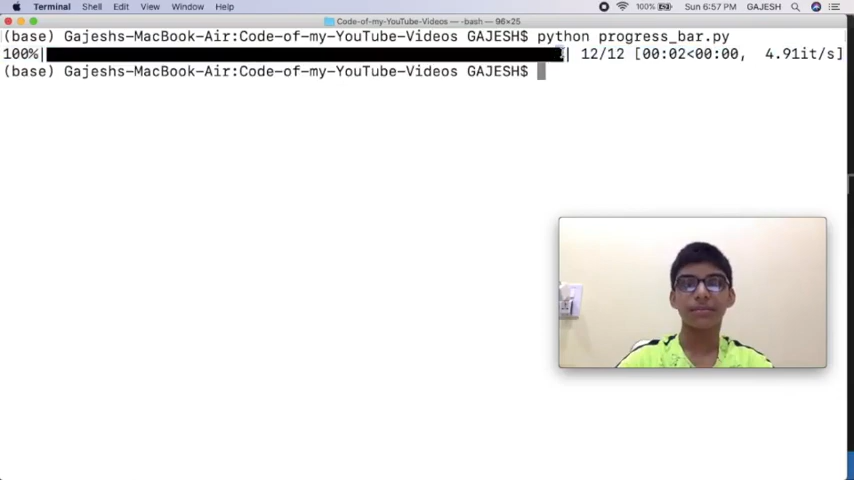 Terminal Shell Edit View Window Help 100% Sun 6:57 PM GAJESH
Code-of-my-YouTube-Videos — -bash — 96×25
(base) Gajeshs-MacBook-Air:Code-of-my-YouTube-Videos GAJESH$ python progress_bar.py
100%|██████████| 12/12 [00:02<00:00, 4.91it/s]
(base) Gajeshs-MacBook-Air:Code-of-my-YouTube-Videos GAJESH$